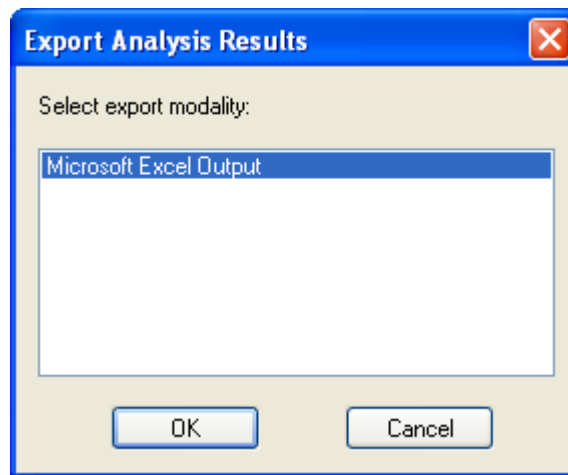 Export Analysis Results
Select export modality:
Microsoft Excel Output
OK
Cancel